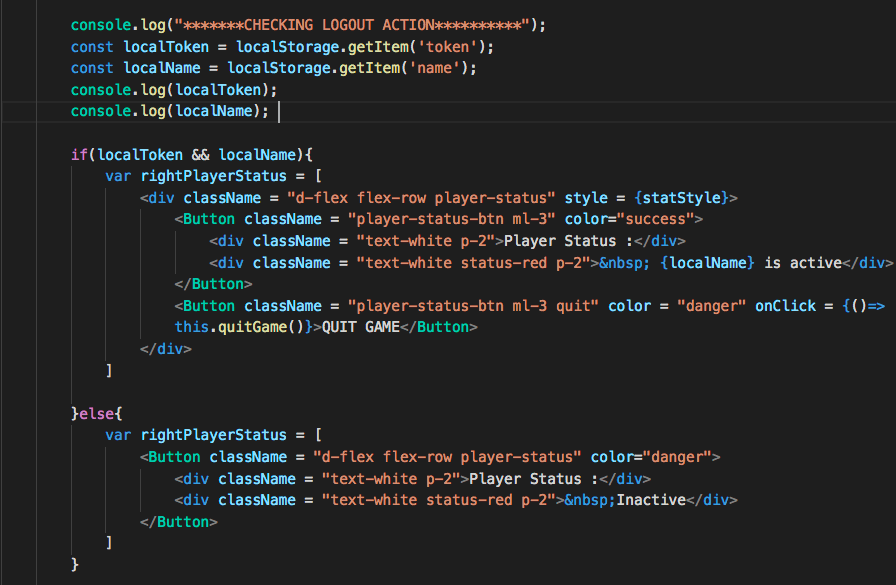 console.log("*******CHECKING LOGOUT ACTION**********");
const localToken = localStorage.getItem('token');
const localName = localStorage.getItem('name');
console.log(localToken);
console.log(localName);
if(localToken && localName){
var rightPlayerStatus = [
<div className = "d-flex flex-row player-status" style = {statStyle}>
<Button className = "player-status-btn ml-3" color="success">
<div className = "text-white p-2">Player Status :</div>
<div className = "text-white status-red p-2">&nbsp; {localName} is active</div>
</Button>
<Button className = "player-status-btn ml-3 quit" color = "danger" onClick = {()=>
this.quitGame()}>QUIT GAME</Button>
</div>
]
}else{
var rightPlayerStatus = [
<Button className = "d-flex flex-row player-status" color="danger">
<div className = "text-white p-2">Player Status :</div>
<div className = "text-white status-red p-2">&nbsp;Inactive</div>
</Button>
]
}